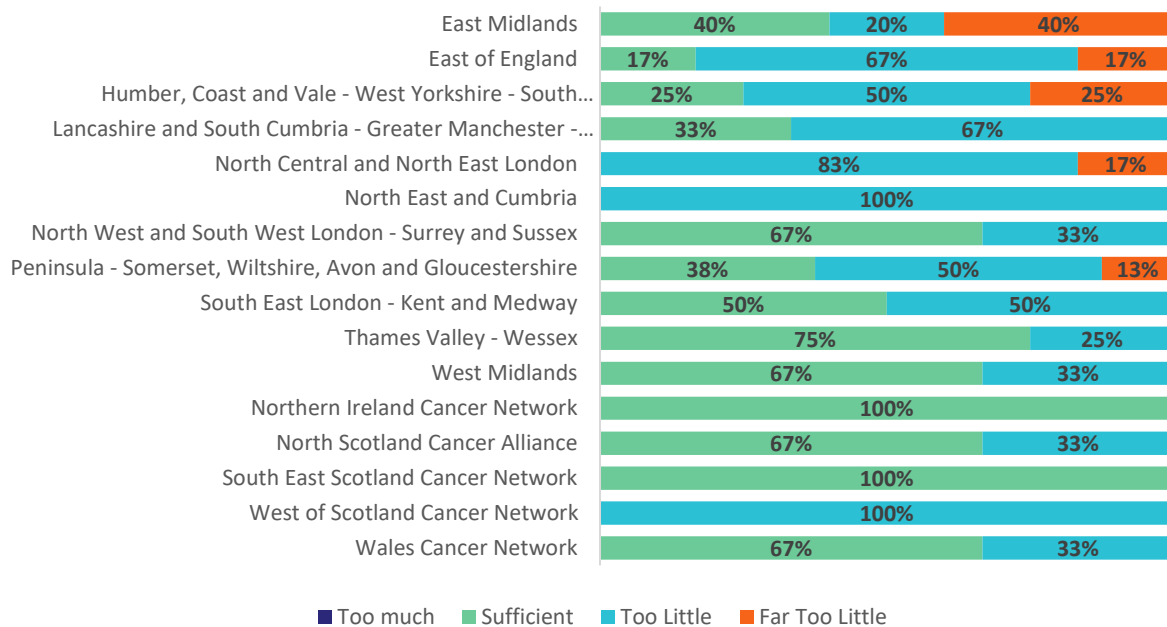 East Midlands 40% 20% 40%
East of England 17% 67% 17%
Humber, Coast and Vale - West Yorkshire - South... 25% 50% 25%
Lancashire and South Cumbria - Greater Manchester -... 33% 67%
North Central and North East London 83% 17%
North East and Cumbria 100%
North West and South West London - Surrey and Sussex 67% 33%
Peninsula - Somerset, Wiltshire, Avon and Gloucestershire 38% 50% 13%
South East London - Kent and Medway 50% 50%
Thames Valley - Wessex 75% 25%
West Midlands 67% 33%
Northern Ireland Cancer Network 100%
North Scotland Cancer Alliance 67% 33%
South East Scotland Cancer Network 100%
West of Scotland Cancer Network 100%
Wales Cancer Network 67% 33%
Too much Sufficient Too Little Far Too Little